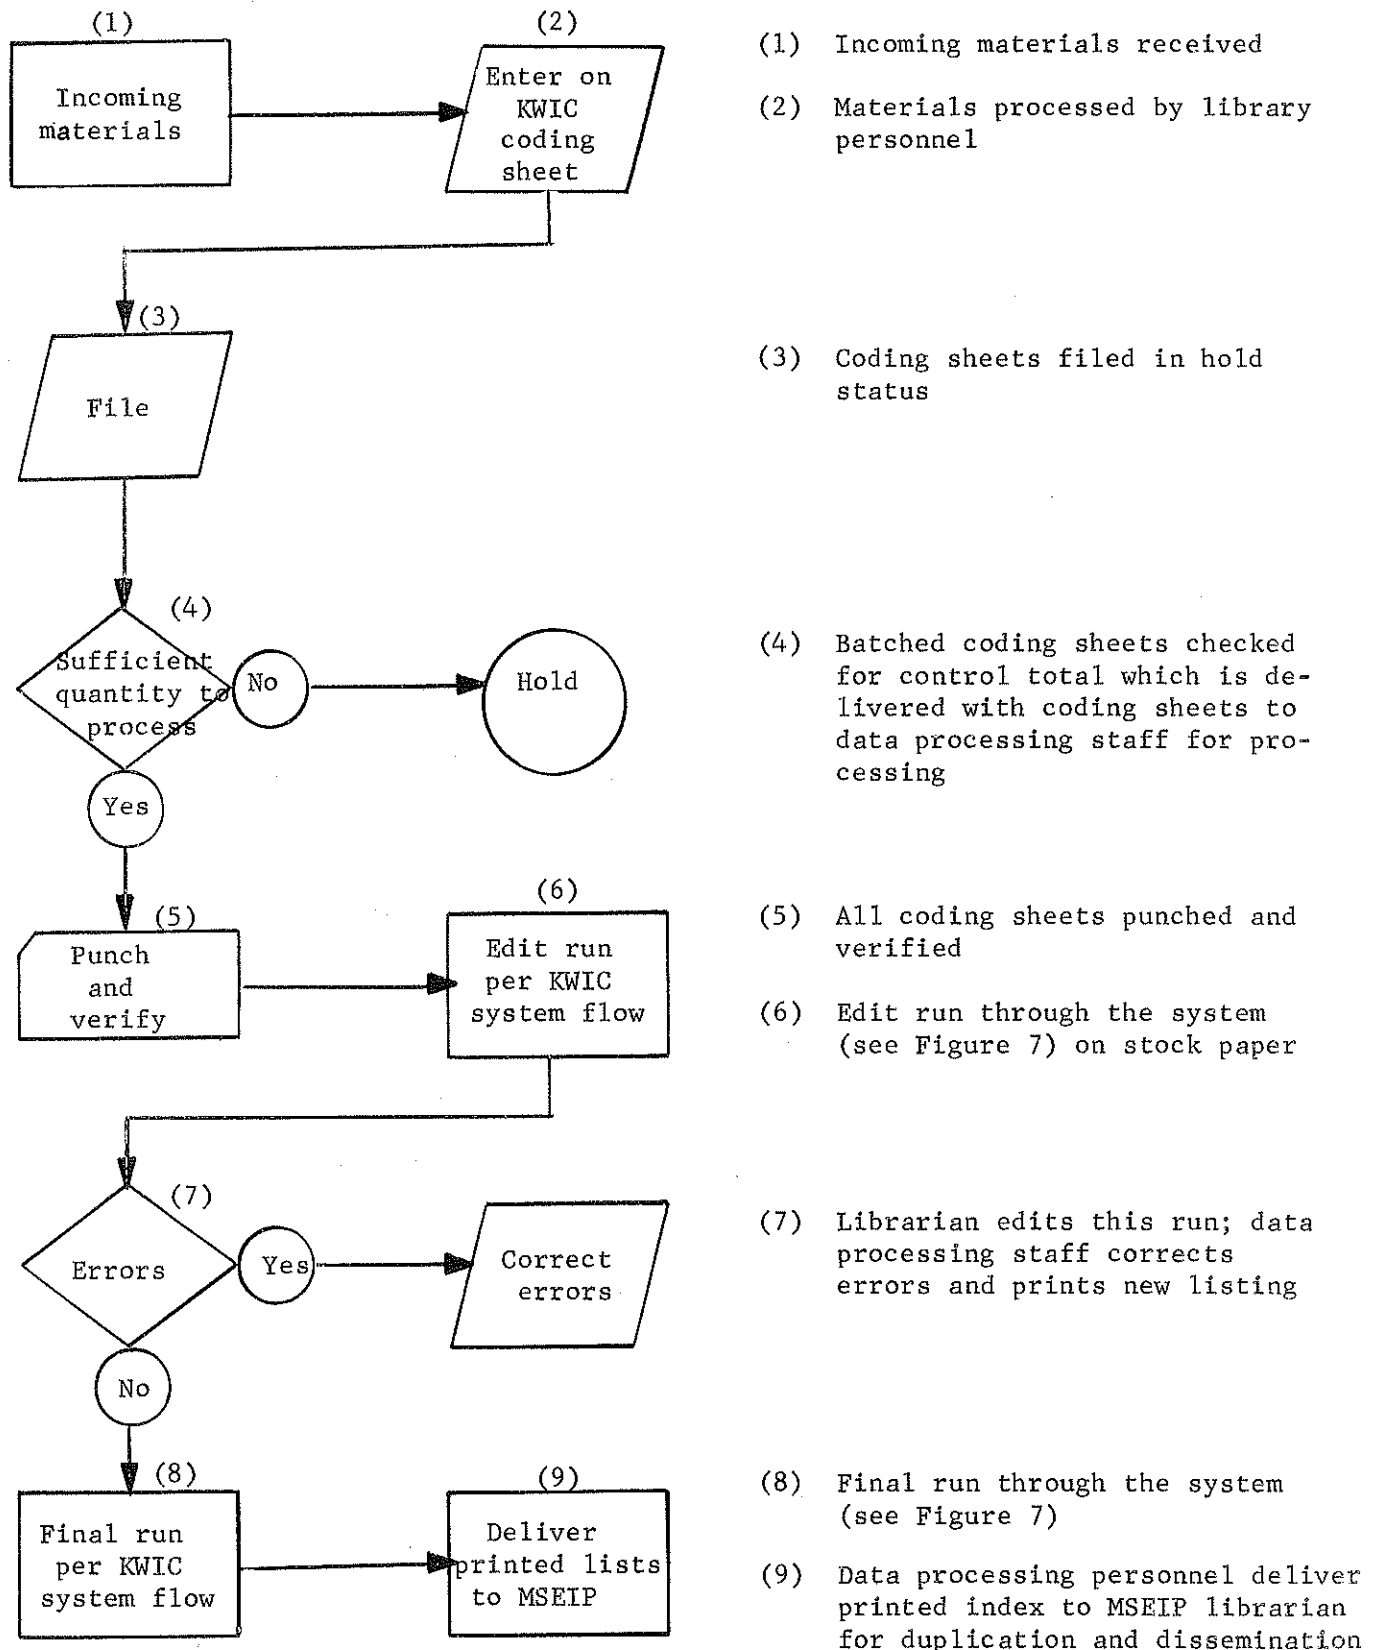 (1)
Incoming
materials
(2)
Enter on
KWIC
coding
sheet
(1) Incoming materials received
(2) Materials processed by library
personnel
(3)
File
(3) Coding sheets filed in hold
status
(4)
Sufficient
quantity to
process
No
Hold
Yes
(4) Batched coding sheets checked
for control total which is de-
livered with coding sheets to
data processing staff for pro-
cessing
(5)
Punch
and
verify
(6)
Edit run
per KWIC
system flow
(5) All coding sheets punched and
verified
(6) Edit run through the system
(see Figure 7) on stock paper
(7)
Errors
Yes
Correct
errors
No
(7) Librarian edits this run; data
processing staff corrects
errors and prints new listing
(8)
Final run
per KWIC
system flow
(9)
Deliver
printed lists
to MSEIP
(8) Final run through the system
(see Figure 7)
(9) Data processing personnel deliver
printed index to MSEIP librarian
for duplication and dissemination